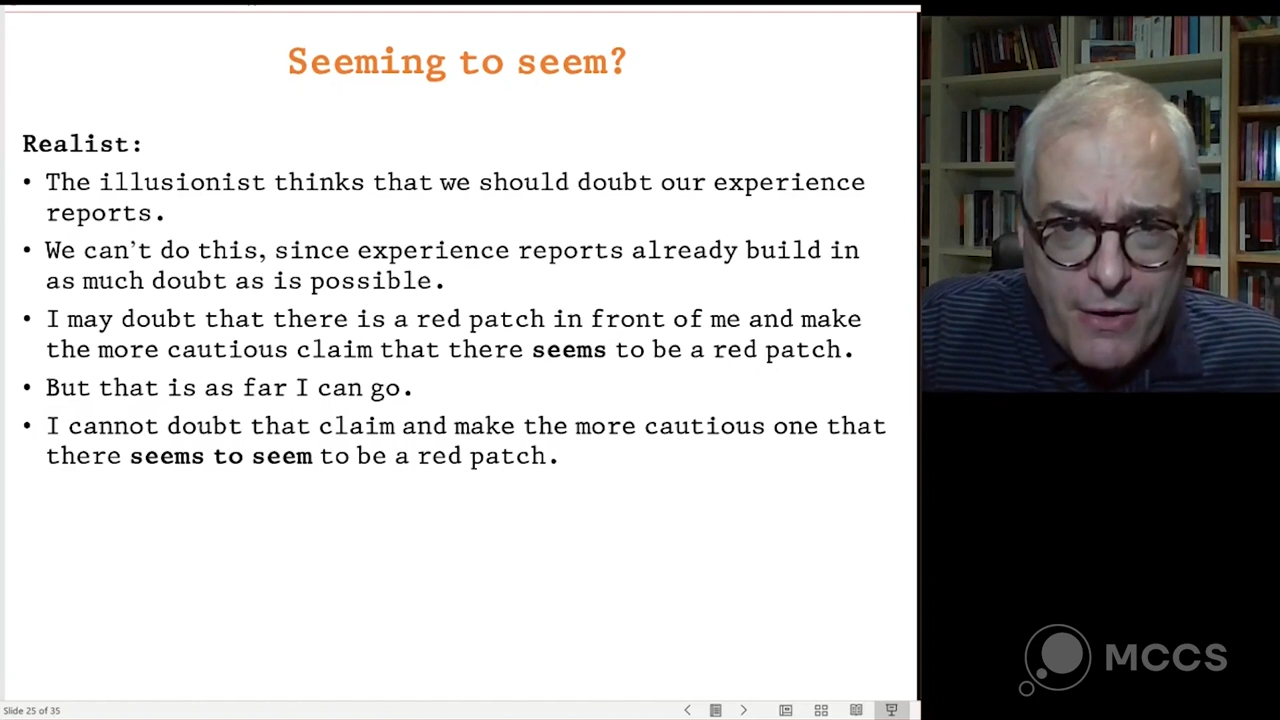 Seeming to seem?
Realist:
• The illusionist thinks that we should doubt our experience
reports.
• We can't do this, since experience reports already build in
as much doubt as is possible.
• I may doubt that there is a red patch in front of me and make
the more cautious claim that there seems to be a red patch.
• But that is as far I can go.
• I cannot doubt that claim and make the more cautious one that
there seems to seem to be a red patch.
MCCS
Slide 25 of 35